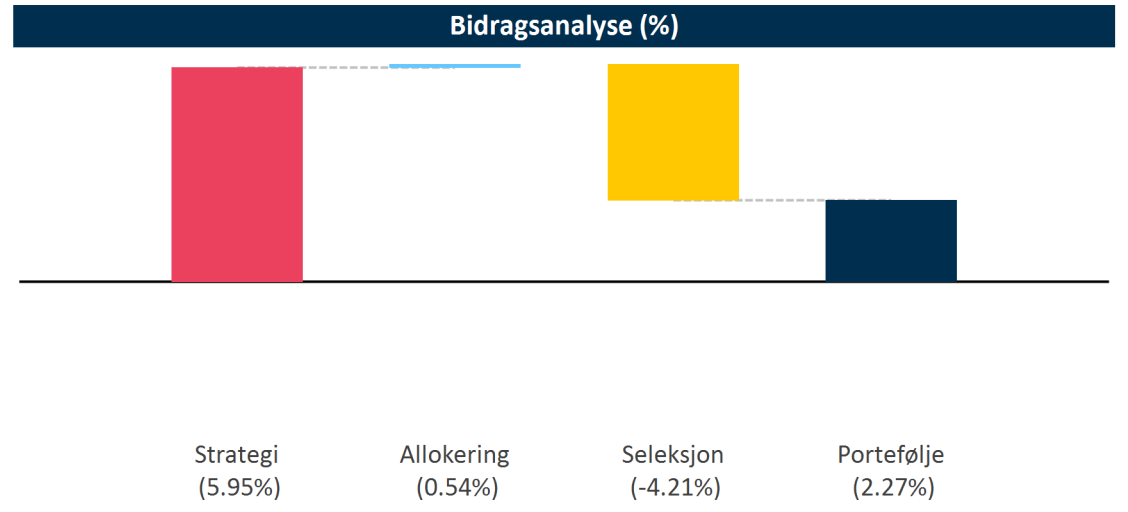 Bidragsanalyse (%)
Strategi
(5.95%)
Allokering
(0.54%)
Seleksjon
(-4.21%)
Portefølje
(2.27%)